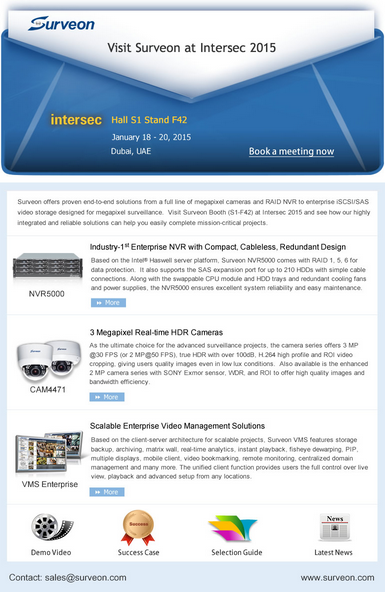 Surveon
Visit Surveon at Intersec 2015
intersec Hall S1 Stand F42
January 18 - 20, 2015
Dubai, UAE
Book a meeting now
Surveon offers proven end-to-end solutions from a full line of megapixel cameras and RAID NVR to enterprise iSCSI/SAS
video storage designed for megapixel surveillance. Visit Surveon Booth (S1-F42) at Intersec 2015 and see how our highly
integrated and reliable solutions can help you easily complete mission-critical projects.
Industry-1st Enterprise NVR with Compact, Cableless, Redundant Design
Based on the Intel® Haswell server platform, Surveon NVR5000 comes with RAID 1, 5, 6 for
data protection. It also supports the SAS expansion port for up to 210 HDDs with simple cable
connections. Along with the swappable CPU module and HDD trays and redundant cooling fans
and power supplies, the NVR5000 ensures excellent system reliability and easy maintenance.
NVR5000
More
3 Megapixel Real-time HDR Cameras
As the ultimate choice for the advanced surveillance projects, the camera series offers 3 MP
@30 FPS (or 2 MP@50 FPS), true HDR with over 100dB, H.264 high profile and ROI video
cropping, giving users quality images even in low lux conditions. Also available is the enhanced
2 MP camera series with SONY Exmor sensor, WDR, and ROI to offer high quality images and
bandwidth efficiency.
CAM4471
More
Scalable Enterprise Video Management Solutions
Based on the client-server architecture for scalable projects, Surveon VMS features storage
backup, archiving, matrix wall, real-time analytics, instant playback, fisheye dewarping, PIP,
multiple displays, mobile client, video bookmarking, remote monitoring, centralized domain
management and many more. The unified client function provides users the full control over live
view, playback and advanced setup from any locations.
VMS Enterprise
More
Success
News
Demo Video
Success Case
Selection Guide
Latest News
Contact: sales@surveon.com
www.surveon.com